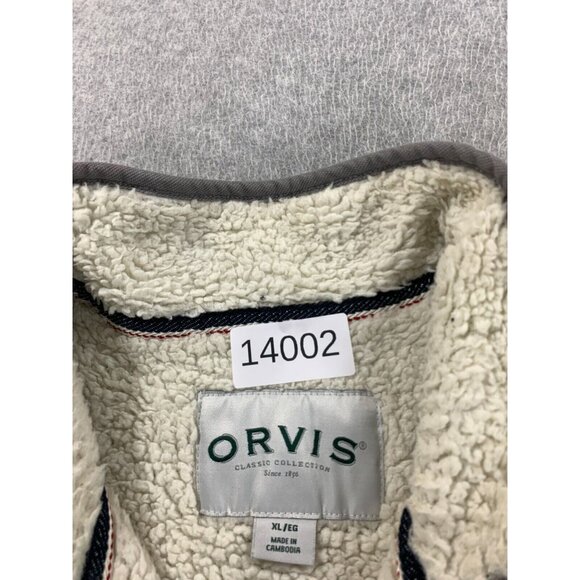 14002
ORVIS®
CLASSIC COLLECTION
Since 1856
XL/EG
MADE IN
CAMBODIA